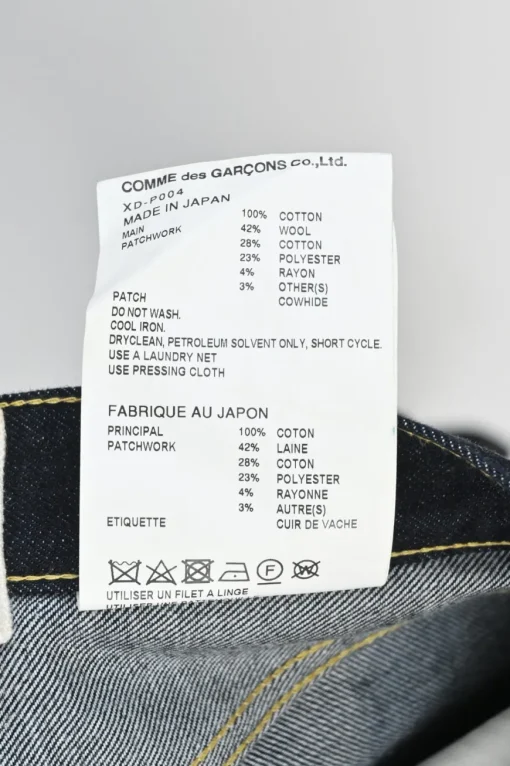 COMME des GARÇONS co.,Ltd.
XD-P004
MADE IN JAPAN
MAIN 100% COTTON
PATCHWORK 42% WOOL
28% COTTON
23% POLYESTER
4% RAYON
3% OTHER(S)
PATCH COWHIDE
DO NOT WASH.
COOL IRON.
DRYCLEAN, PETROLEUM SOLVENT ONLY, SHORT CYCLE.
USE A LAUNDRY NET
USE PRESSING CLOTH
FABRIQUE AU JAPON
PRINCIPAL 100% COTON
PATCHWORK 42% LAINE
28% COTON
23% POLYESTER
4% RAYONNE
3% AUTRE(S)
ETIQUETTE CUIR DE VACHE
F W
UTILISER UN FILET A LINGE
UTILISER UNE